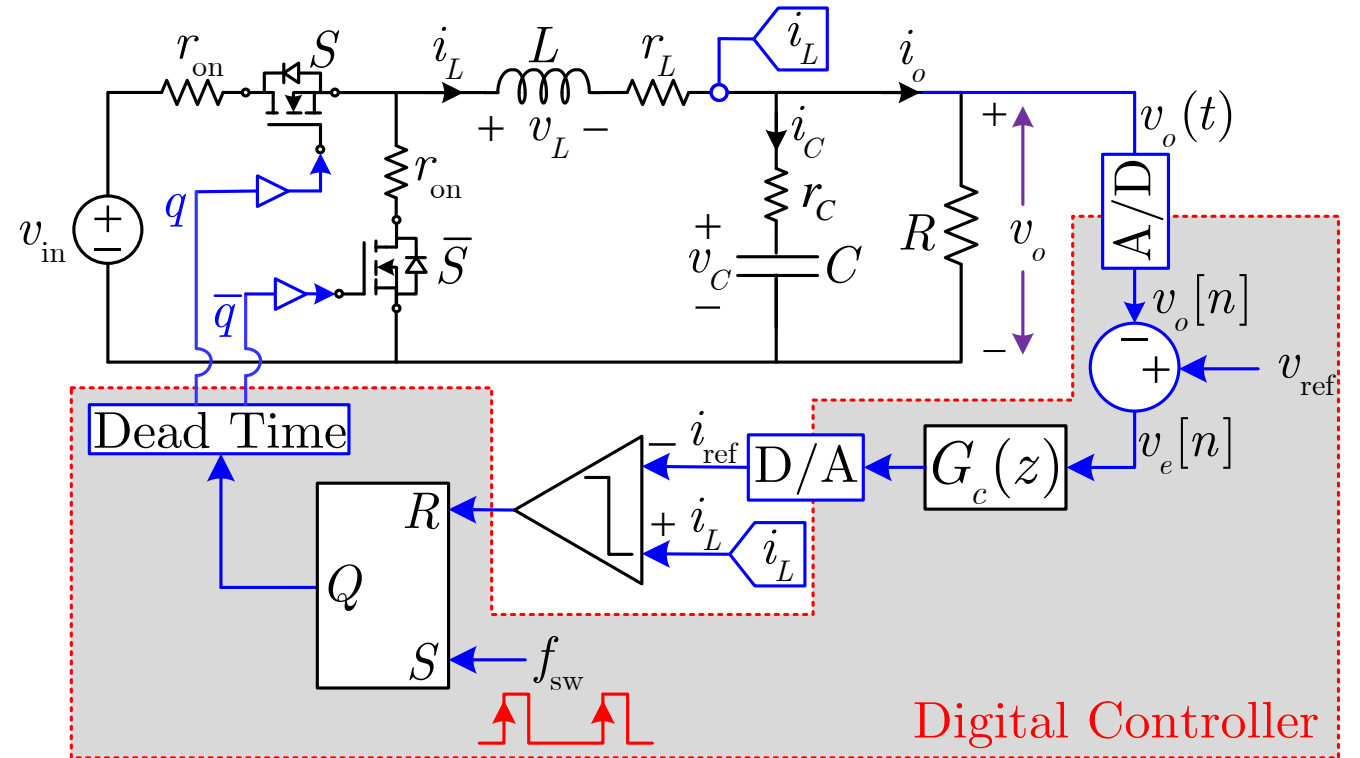 r_on
S
i_L
L
r_L
i_L
i_o
+ v_L −
i_C
+
v_o(t)
r_on
q
r_C
A/D
v_in
+
−
S̅
+
v_C
−
C
R
v_o
q̅
−
v_o[n]
−
+
v_ref
Dead Time
− i_ref
D/A
G_c(z)
v_e[n]
R
+ i_L
i_L
Q
S
f_sw
Digital Controller